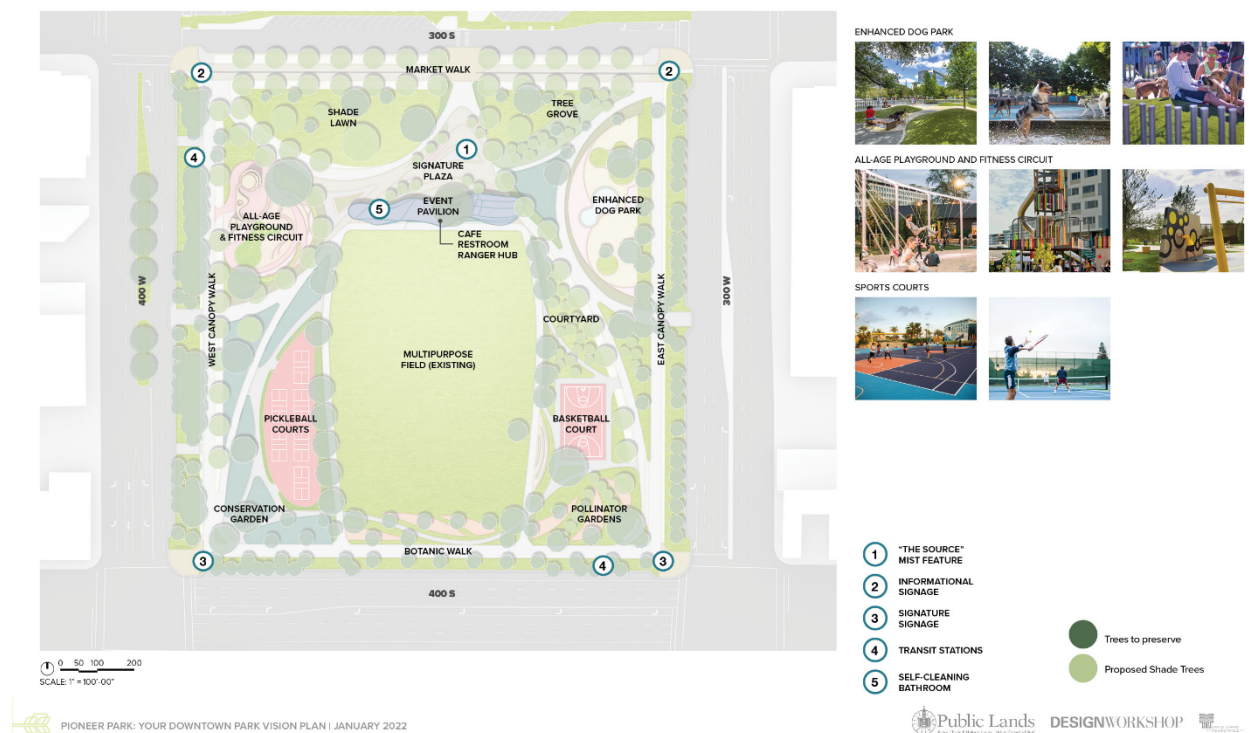 300 S
2
MARKET WALK
2
SHADE
LAWN
TREE
GROVE
4
1
SIGNATURE
PLAZA
5
EVENT
PAVILION
ENHANCED
DOG PARK
ALL-AGE
PLAYGROUND
& FITNESS CIRCUIT
CAFE
RESTROOM
RANGER HUB
400 W
WEST CANOPY WALK
COURTYARD
EAST CANOPY WALK
300 W
MULTIPURPOSE
FIELD (EXISTING)
PICKLEBALL
COURTS
BASKETBALL
COURT
CONSERVATION
GARDEN
POLLINATOR
GARDENS
BOTANIC WALK
3
4
3
400 S
0 50 100 200
SCALE: 1" = 100'-00"
ENHANCED DOG PARK
ALL-AGE PLAYGROUND AND FITNESS CIRCUIT
SPORTS COURTS
1 "THE SOURCE"
MIST FEATURE
2 INFORMATIONAL
SIGNAGE
3 SIGNATURE
SIGNAGE
4 TRANSIT STATIONS
5 SELF-CLEANING
BATHROOM
Trees to preserve
Proposed Shade Trees
PIONEER PARK: YOUR DOWNTOWN PARK VISION PLAN | JANUARY 2022
Public Lands
DESIGNWORKSHOP